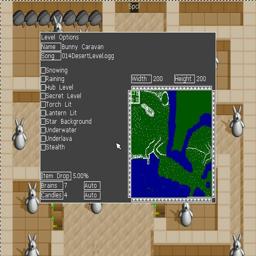 Spcl
Level Options
Name Bunny Caravan
Song 014DesertLevel.ogg
Snowing
Raining
Width 200 Height 200
Hub Level
Secret Level
Torch Lit
Lantern Lit
Star Background
Underwater
Underlava
Stealth
Item Drop 5.00%
Brains 7 Auto
Candles 4 Auto